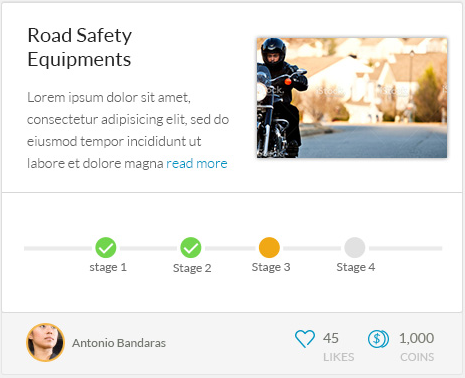 Road Safety
Equipments
Lorem ipsum dolor sit amet,
consectetur adipisicing elit, sed do
eiusmod tempor incididunt ut
labore et dolore magna read more
stage 1
Stage 2
Stage 3
Stage 4
Antonio Bandaras
45
LIKES
1,000
COINS